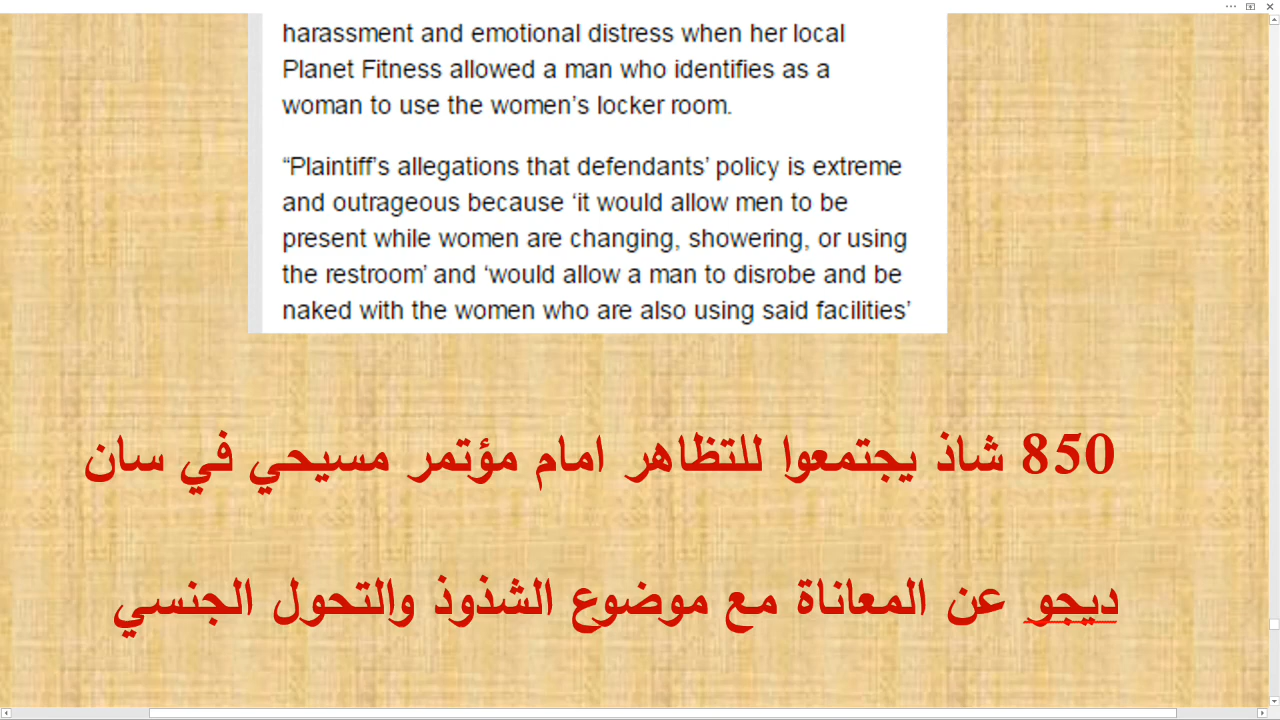 harassment and emotional distress when her local
Planet Fitness allowed a man who identifies as a
woman to use the women’s locker room.
“Plaintiff’s allegations that defendants’ policy is extreme
and outrageous because ‘it would allow men to be
present while women are changing, showering, or using
the restroom’ and ‘would allow a man to disrobe and be
naked with the women who are also using said facilities’
850 شاذ يجتمعوا للتظاهر امام مؤتمر مسيحي في سان
ديجو عن المعاناة مع موضوع الشذوذ والتحول الجنسي